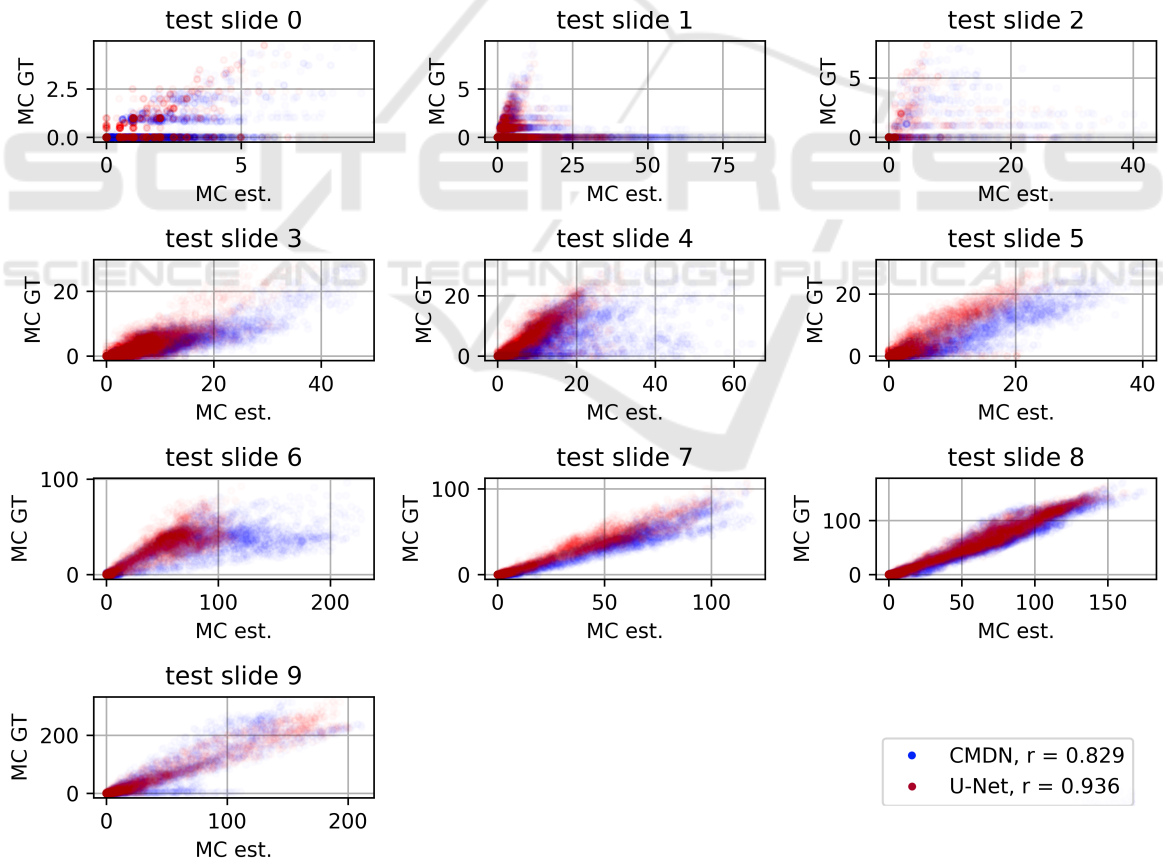 test slide 0
MC GT
2.5
0.0
0 5
MC est.
test slide 1
MC GT
5
0
0 25 50 75
MC est.
test slide 2
MC GT
5
0
0 20 40
MC est.
test slide 3
MC GT
20
0
0 20 40
MC est.
test slide 4
MC GT
20
0
0 20 40 60
MC est.
test slide 5
MC GT
20
0
0 20 40
MC est.
test slide 6
MC GT
100
0
0 100 200
MC est.
test slide 7
MC GT
100
0
0 50 100
MC est.
test slide 8
MC GT
100
0
0 50 100 150
MC est.
test slide 9
MC GT
200
0
0 100 200
MC est.
CMDN, r = 0.829
U-Net, r = 0.936
SCITEPRESS
SCIENCE AND TECHNOLOGY PUBLICATIONS